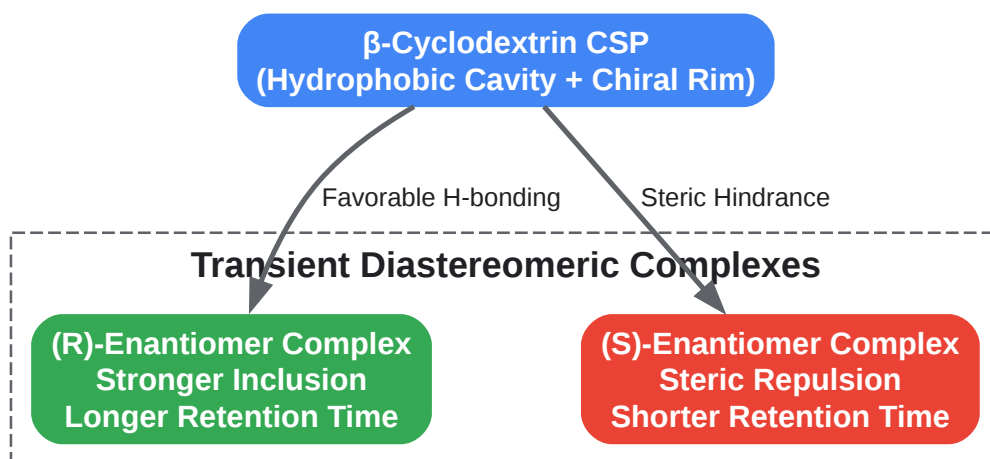 β-Cyclodextrin CSP
(Hydrophobic Cavity + Chiral Rim)
Favorable H-bonding
Steric Hindrance
Transient Diastereomeric Complexes
(R)-Enantiomer Complex
Stronger Inclusion
Longer Retention Time
(S)-Enantiomer Complex
Steric Repulsion
Shorter Retention Time